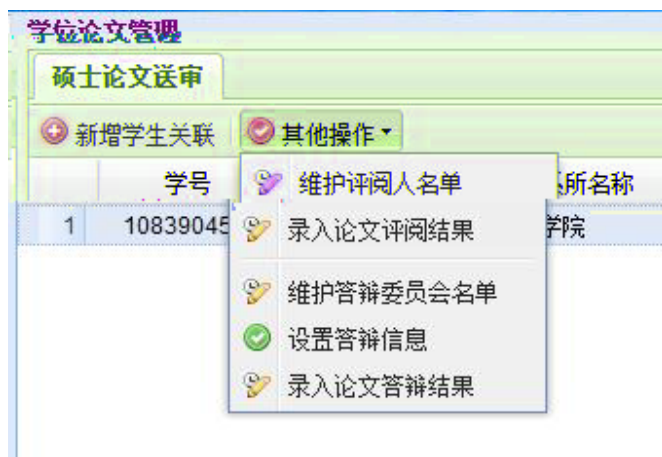 学位论文管理
硕士论文送审
新增学生关联 其他操作
学号 所名称
1 10839045 学院
维护评阅人名单
录入论文评阅结果
维护答辩委员会名单
设置答辩信息
录入论文答辩结果